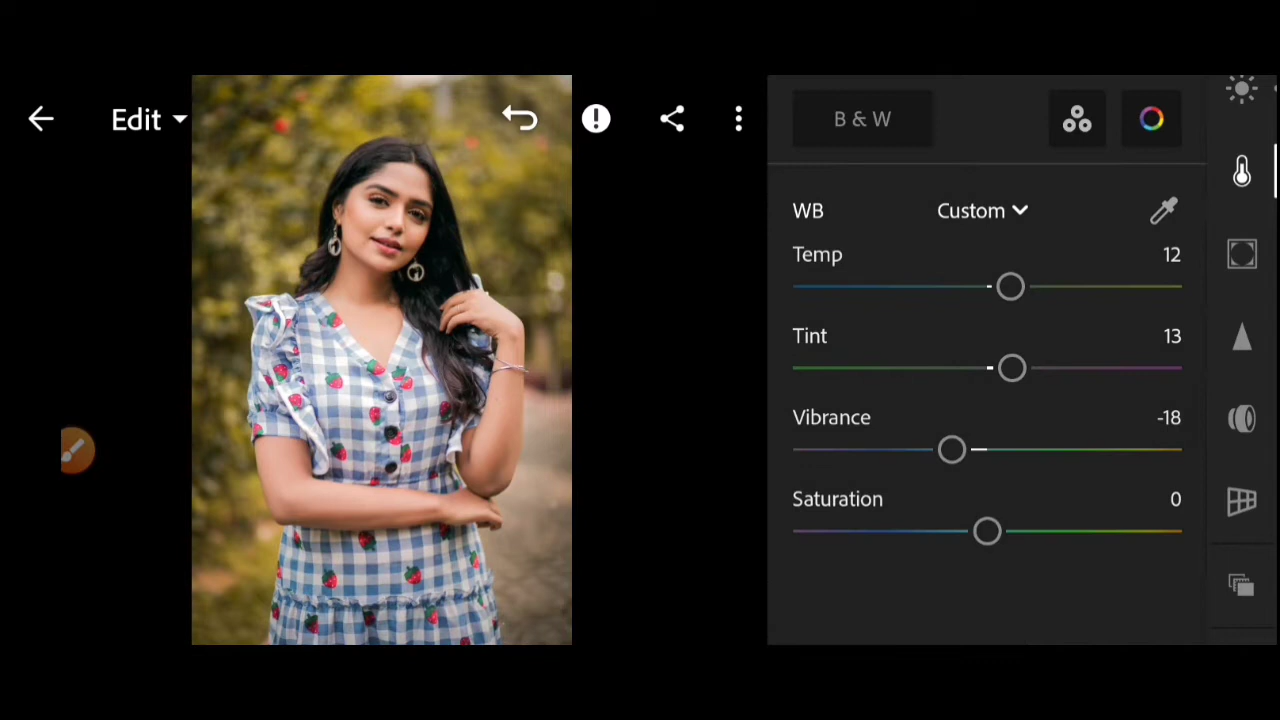 Edit
B & W
WB Custom
Temp 12
Tint 13
Vibrance -18
Saturation 0